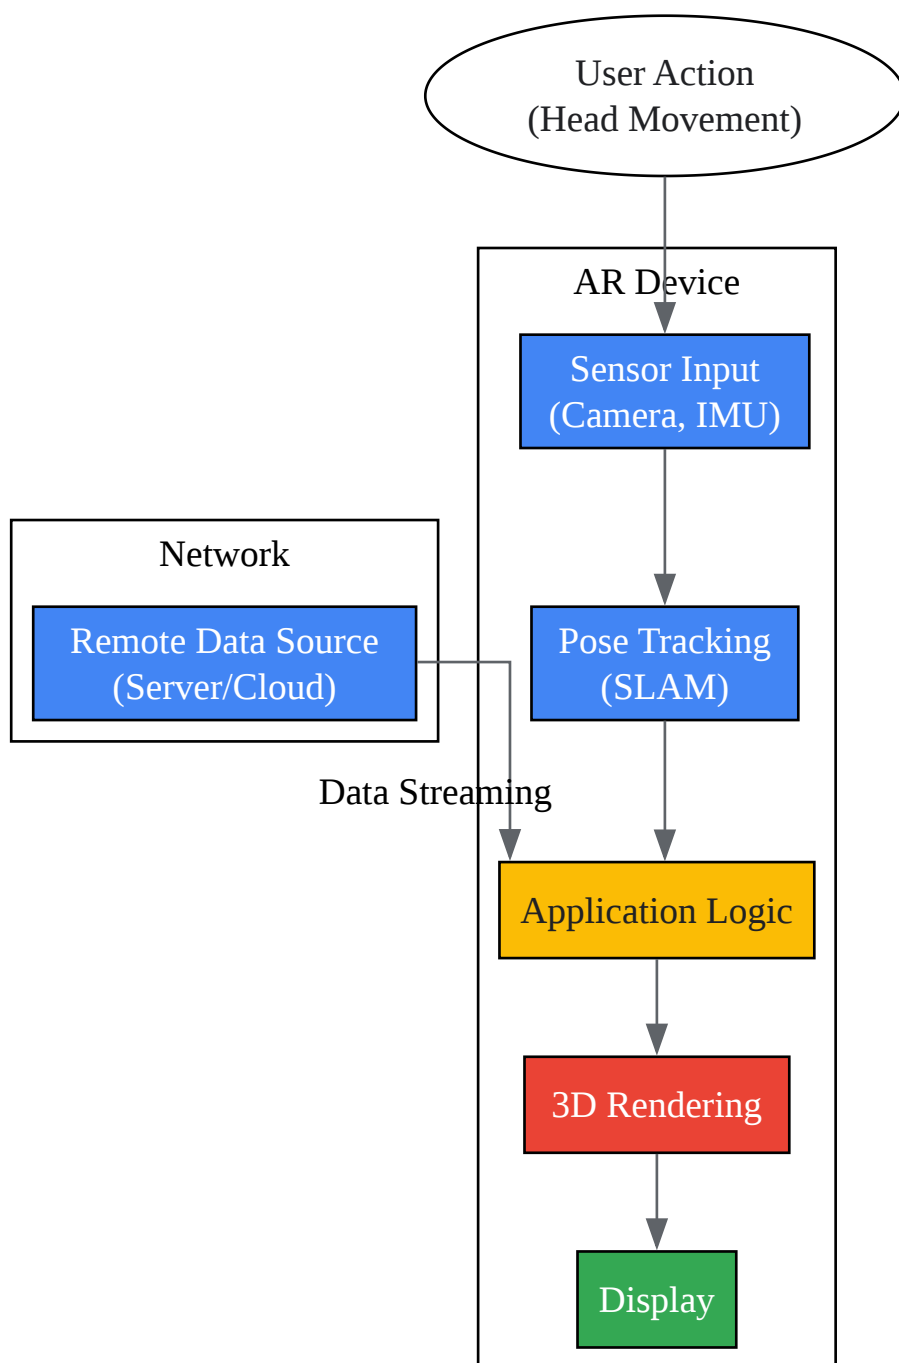 User Action
(Head Movement)
AR Device
Sensor Input
(Camera, IMU)
Network
Remote Data Source
(Server/Cloud)
Pose Tracking
(SLAM)
Data Streaming
Application Logic
3D Rendering
Display